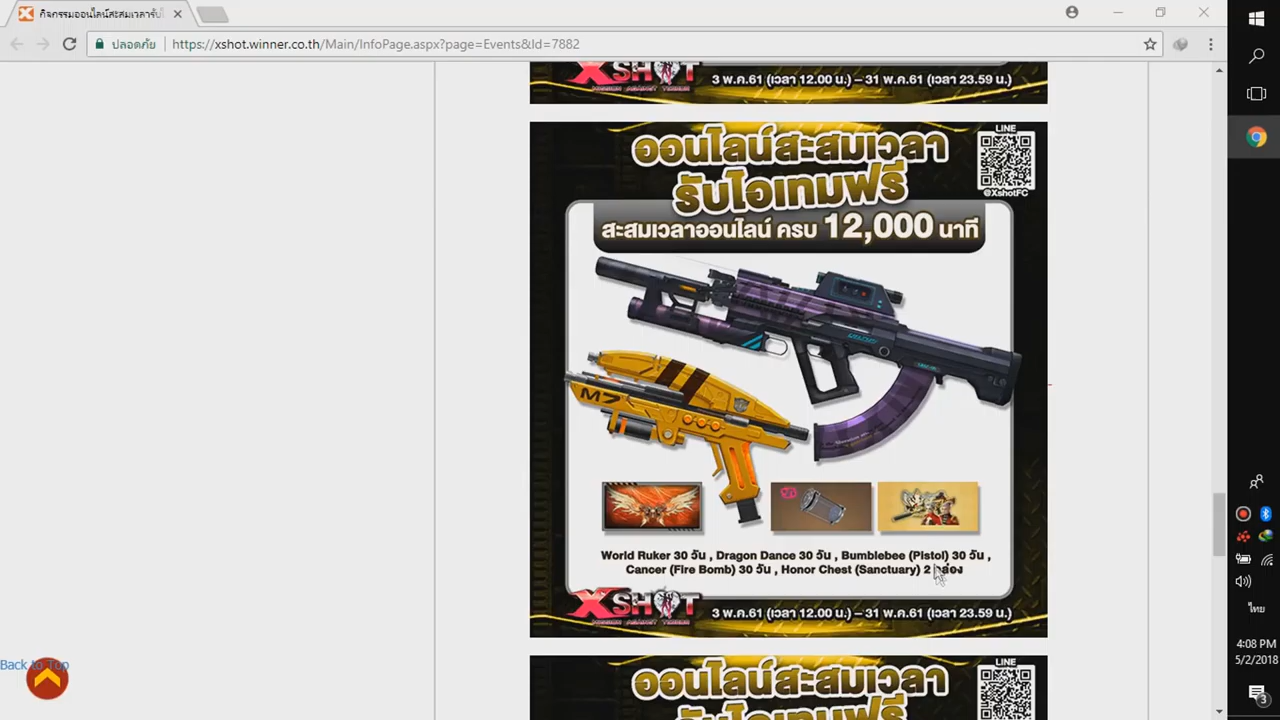 กิจกรรมออนไลน์สะสมเวลารับไ
ปลอดภัย
https://xshot.winner.co.th/Main/InfoPage.aspx?page=Events&Id=7882
XSHOT
MISSION AGAINST TERROR
3 พ.ค.61 (เวลา 12.00 น.) – 31 พ.ค.61 (เวลา 23.59 น.)
ออนไลน์สะสมเวลา
รับไอเทมฟรี
LINE
@XshotFC
สะสมเวลาออนไลน์ ครบ 12,000 นาที
M7
World Ruker 30 วัน , Dragon Dance 30 วัน , Bumblebee (Pistol) 30 วัน ,
Cancer (Fire Bomb) 30 วัน , Honor Chest (Sanctuary) 2 กล่อง
XSHOT
MISSION AGAINST TERROR
3 พ.ค.61 (เวลา 12.00 น.) – 31 พ.ค.61 (เวลา 23.59 น.)
ออนไลน์สะสมเวลา
LINE
Back to Top
ไทย
4:08 PM
5/2/2018
3